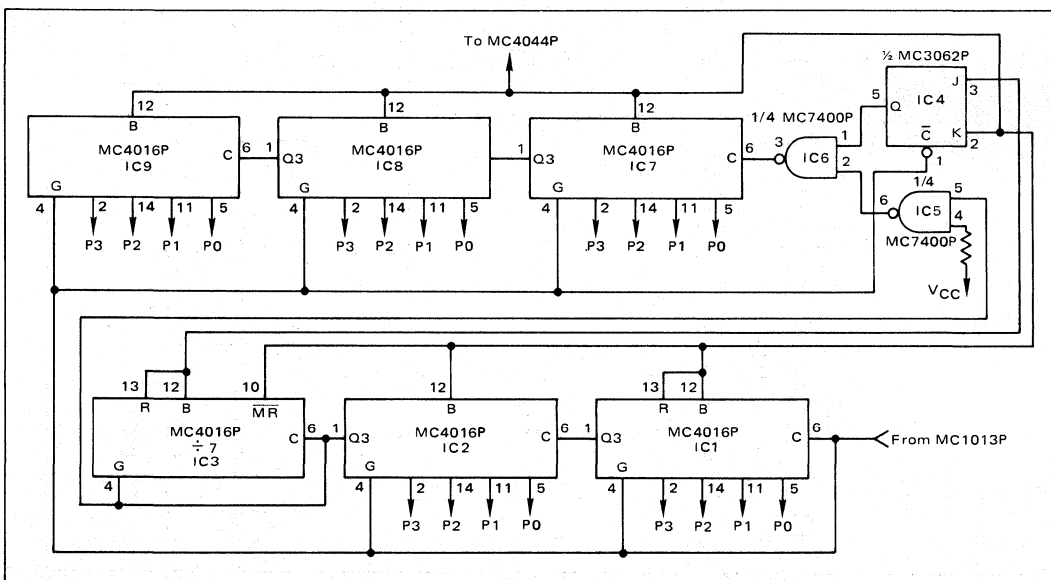 To MC4044P
½ MC3062P
12 12 12
B B B
5 Q IC4 J 3
C̅ K 2
1
1/4 MC7400P
3 IC6 1
2
MC4016P
IC9
C 6
1 Q3
MC4016P
IC8
1 Q3
MC4016P
IC7
C 6
G G G
4 4 4
2 14 11 5
P3 P2 P1 P0
2 14 11 5
P3 P2 P1 P0
2 14 11 5
P3 P2 P1 P0
1/4
6 IC5 5
4
MC7400P
VCC
13 12 10
R B M̅R̅
12
B
13 12
R B
MC4016P
÷ 7
IC3
C 6
1 Q3
MC4016P
IC2
C 6
1 Q3
MC4016P
IC1
C 6
From MC1013P
G G G
4 4 4
2 14 11 5
P3 P2 P1 P0
2 14 11 5
P3 P2 P1 P0